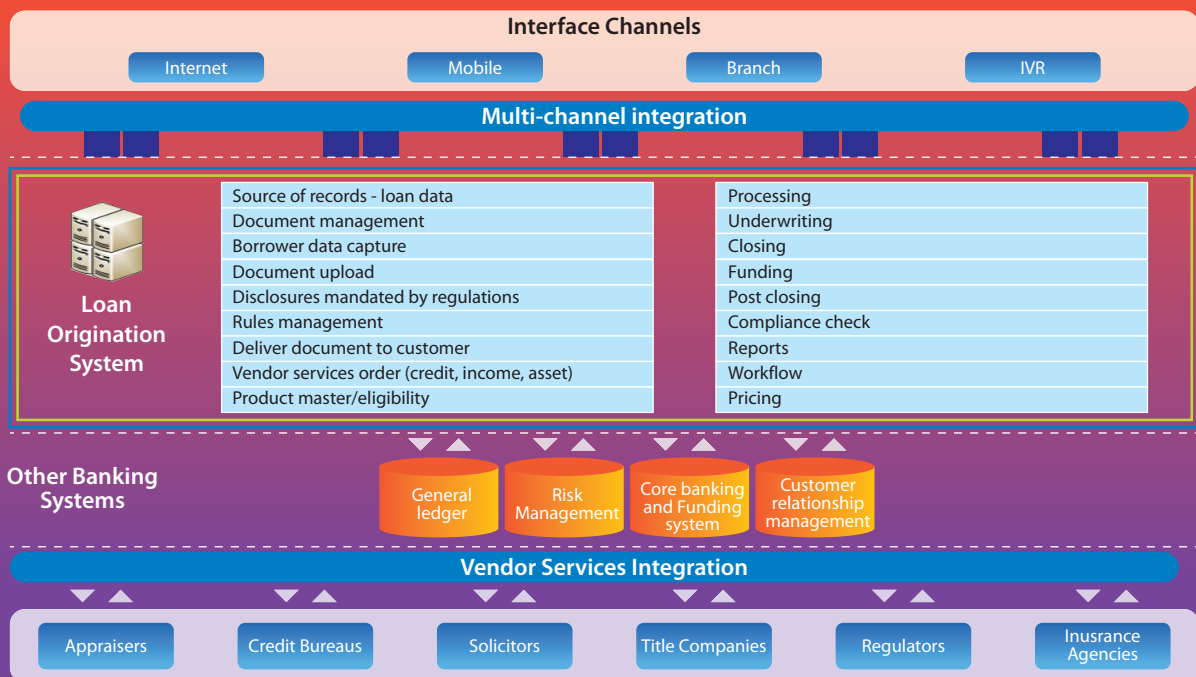 Interface Channels
Internet
Mobile
Branch
IVR
Multi-channel integration
Loan
Origination
System
Source of records - loan data
Document management
Borrower data capture
Document upload
Disclosures mandated by regulations
Rules management
Deliver document to customer
Vendor services order (credit, income, asset)
Product master/eligibility
Processing
Underwriting
Closing
Funding
Post closing
Compliance check
Reports
Workflow
Pricing
Other Banking
Systems
General
ledger
Risk
Management
Core banking
and Funding
system
Customer
relationship
management
Vendor Services Integration
Appraisers
Credit Bureaus
Solicitors
Title Companies
Regulators
Inusrance
Agencies